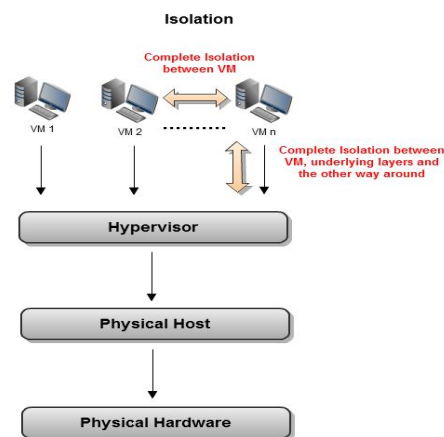 Isolation
Complete Isolation
between VM
VM 1
VM 2
VM n
Complete Isolation between
VM, underlying layers and
the other way around
Hypervisor
Physical Host
Physical Hardware